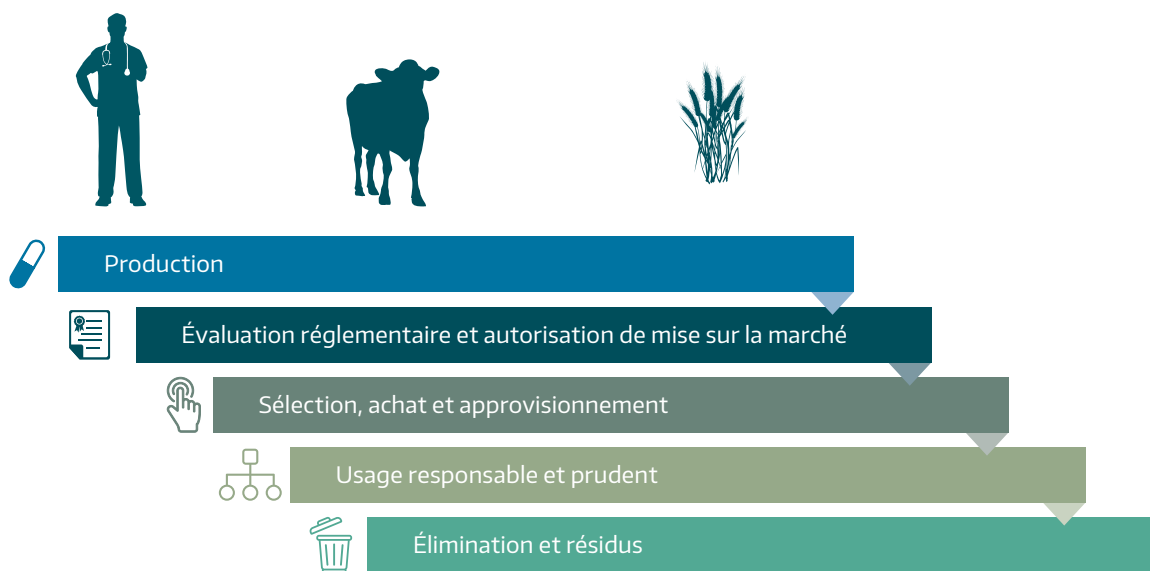 Production
Évaluation réglementaire et autorisation de mise sur la marché
Sélection, achat et approvisionnement
Usage responsable et prudent
Élimination et résidus